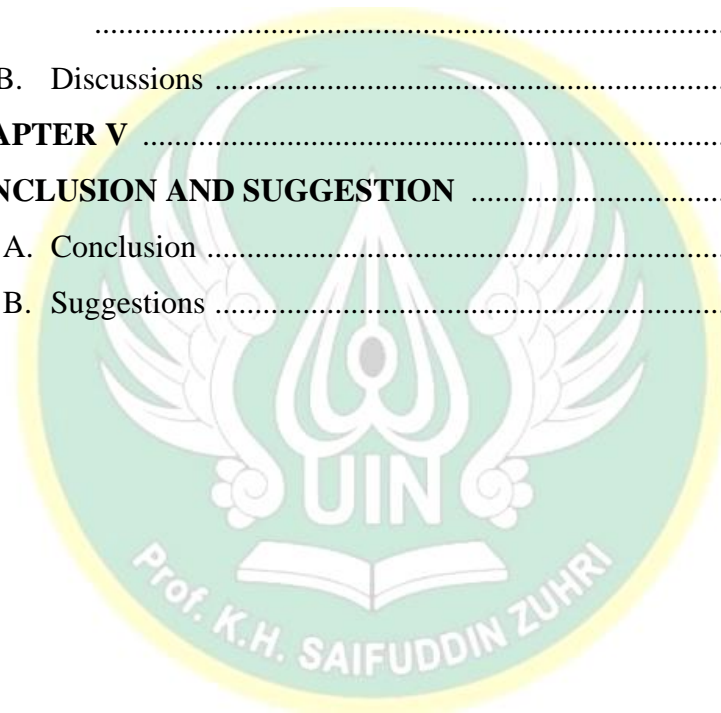 ..........................................................................................
B. Discussions .........................................................................
APTER V ....................................................................................
NCLUSION AND SUGGESTION .....................................
A. Conclusion ..........................................................................
B. Suggestions .........................................................................
UIN
Prof. K.H. SAIFUDDIN ZUHRI